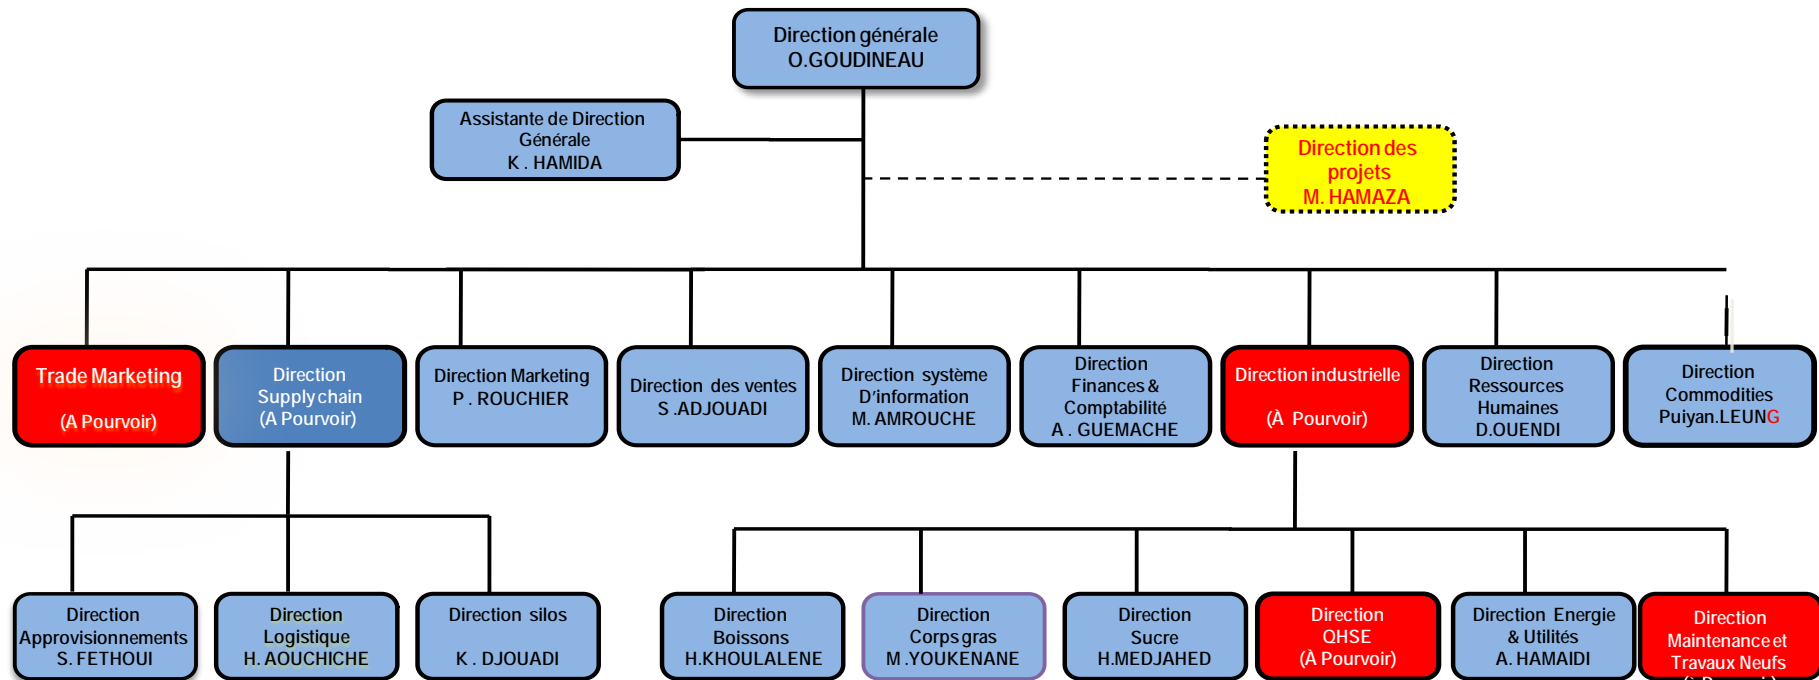 Direction générale
O.GOUDINEAU
Assistante de Direction
Générale
K . HAMIDA
Direction des
projets
M. HAMAZA
Trade Marketing
(A Pourvoir)
Direction
Supply chain
(A Pourvoir)
Direction Marketing
P . ROUCHIER
Direction des ventes
S .ADJOUADI
Direction système
D'information
M. AMROUCHE
Direction
Finances &
Comptabilité
A . GUEMACHE
Direction industrielle
(À Pourvoir)
Direction
Ressources
Humaines
D.OUENDI
Direction
Commodities
Puiyan.LEUNG
Direction
Approvisionnements
S. FETHOUI
Direction
Logistique
H. AOUCHICHE
Direction silos
K . DJOUADI
Direction
Boissons
H.KHOULALENE
Direction
Corps gras
M .YOUKENANE
Direction
Sucre
H.MEDJAHED
Direction
QHSE
(À Pourvoir)
Direction Energie
& Utilités
A. HAMAIDI
Direction
Maintenance et
Travaux Neufs
(à Pourvoir)